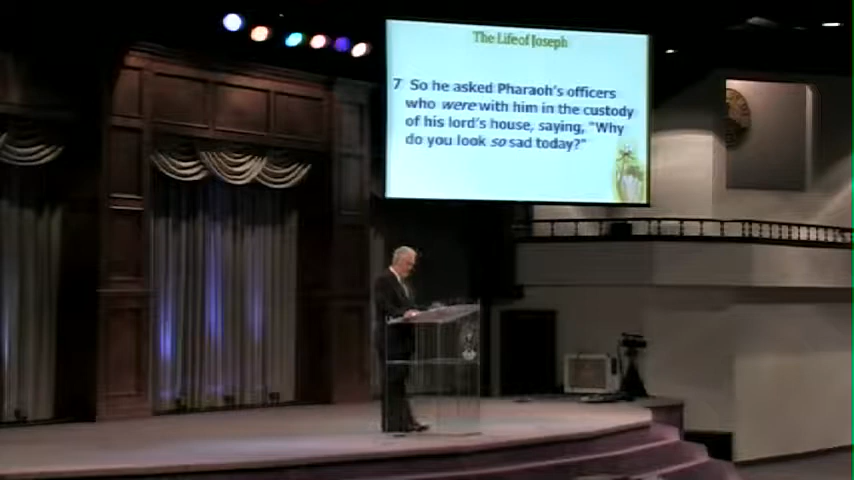 The Life of Joseph
7 So he asked Pharaoh's officers
who were with him in the custody
of his lord's house, saying, "Why
do you look so sad today?"